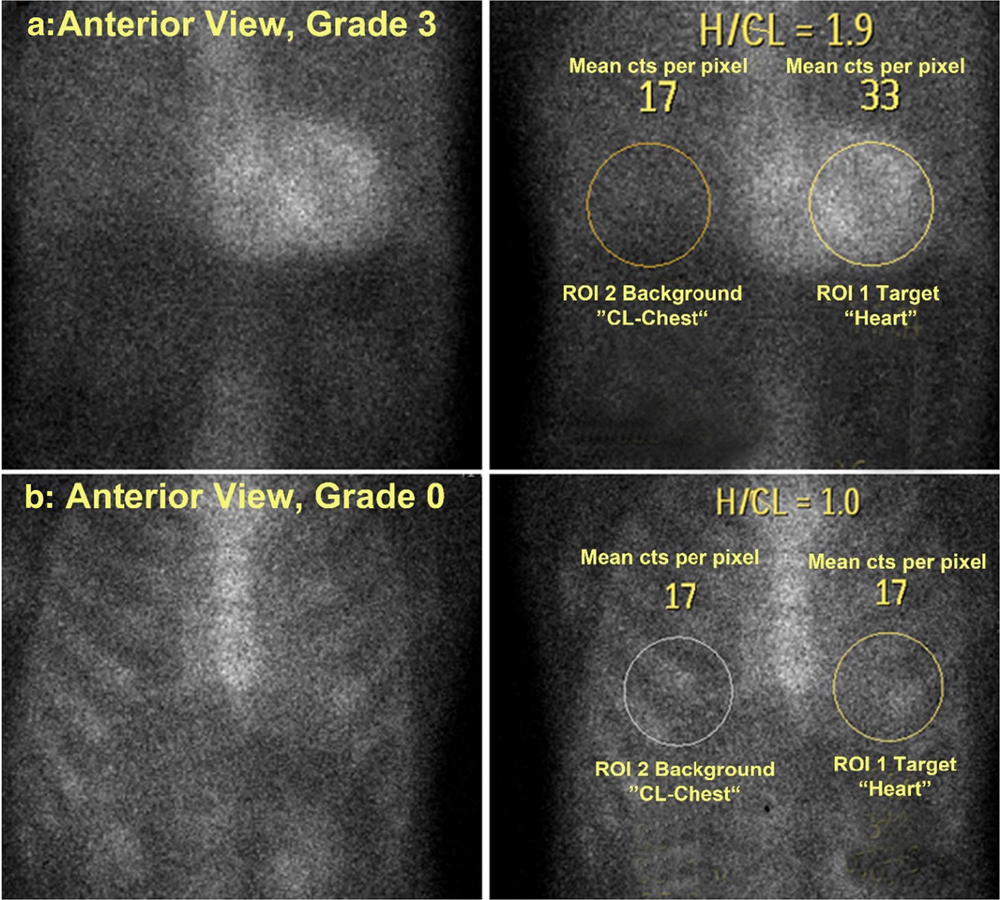 a:Anterior View, Grade 3
H/CL = 1.9
Mean cts per pixel
17
Mean cts per pixel
33
ROI 2 Background
”CL-Chest“
ROI 1 Target
“Heart”
b: Anterior View, Grade 0
H/CL = 1.0
Mean cts per pixel
17
Mean cts per pixel
17
ROI 2 Background
”CL-Chest“
ROI 1 Target
“Heart”